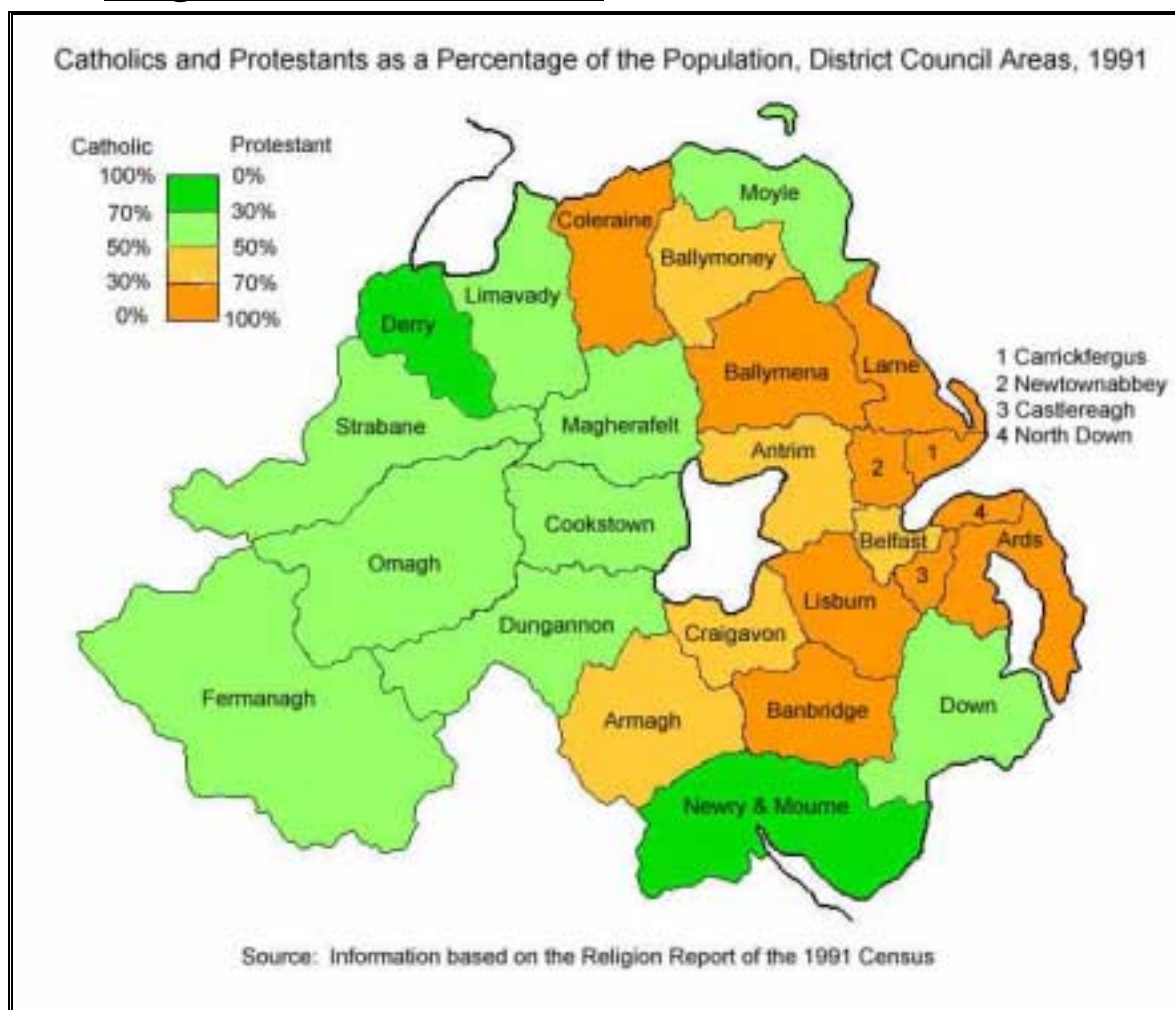 Catholics and Protestants as a Percentage of the Population, District Council Areas, 1991
Catholic Protestant
100% 0%
70% 30%
50% 50%
30% 70%
0% 100%
Moyle
Coleraine
Ballymoney
Limavady
Derry
Ballymena
Larne
1 Carrickfergus
2 Newtownabbey
3 Castlereagh
4 North Down
Strabane
Magherafelt
Antrim
1
2
4
Cookstown
Belfast
Ards
Omagh
3
Lisburn
Dungannon
Craigavon
Fermanagh
Armagh
Banbridge
Down
Newry & Mourne
Source: Information based on the Religion Report of the 1991 Census